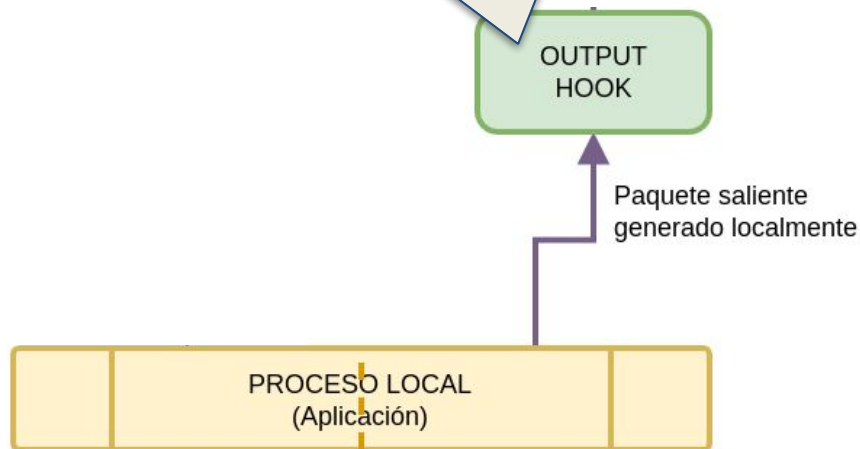 OUTPUT
HOOK
Paquete saliente
generado localmente
PROCESO LOCAL
(Aplicación)